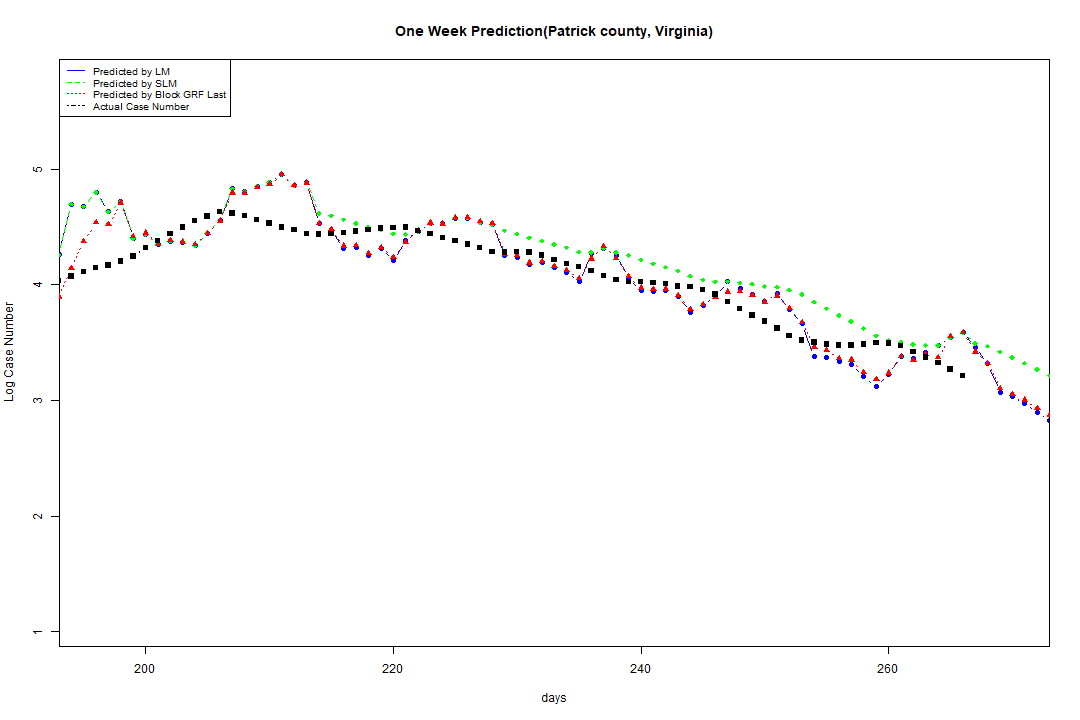 One Week Prediction(Patrick county, Virginia)
Predicted by LM
Predicted by SLM
Predicted by Block GRF Last
Actual Case Number
5
4
3
2
1
Log Case Number
200 220 240 260
days